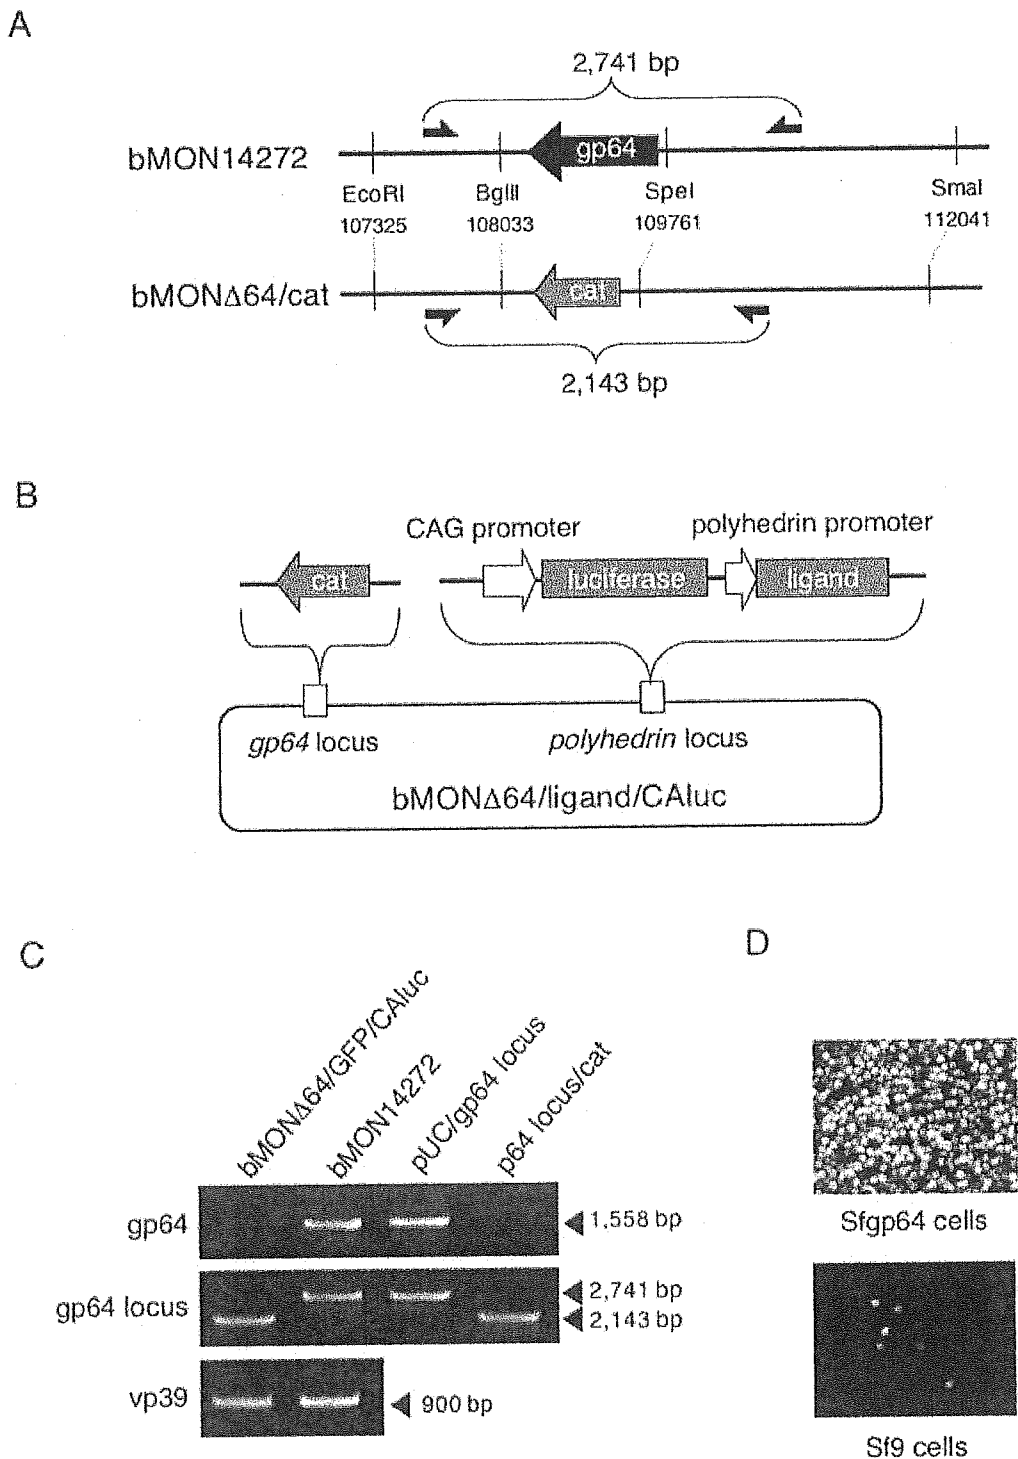 A
2,741 bp
bMON14272
gp64
EcoRI
BglII
SpeI
SmaI
107325
108033
109761
112041
bMONΔ64/cat
cat
2,143 bp
B
CAG promoter
polyhedrin promoter
cat
luciferase
ligand
gp64 locus
polyhedrin locus
bMONΔ64/ligand/CAluc
C
D
bMONΔ64/GFP/CAluc
bMON14272
pUC/gp64 locus
p64 locus/cat
gp64
1,558 bp
gp64 locus
2,741 bp
2,143 bp
vp39
900 bp
Sfgp64 cells
Sf9 cells